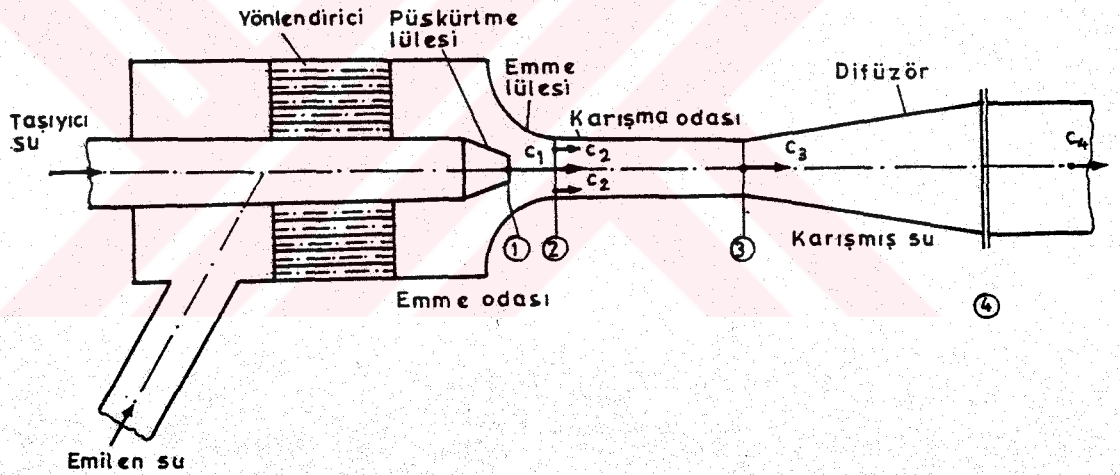 Yönlendirici
Püskürtme
lülesi
Emme
lülesi
Difüzör
Taşıyıcı
su
Karışma odası
c₁
c₂
c₂
c₃
c₄
1
2
3
4
Karışmış su
Emme odası
Emilen su